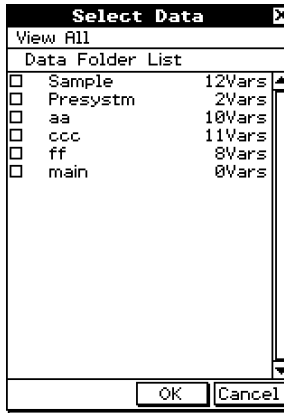 Select Data
View All
Data Folder List
Sample 12Vars
Presystm 2Vars
aa 10Vars
ccc 11Vars
ff 8Vars
main 0Vars
OK Cancel